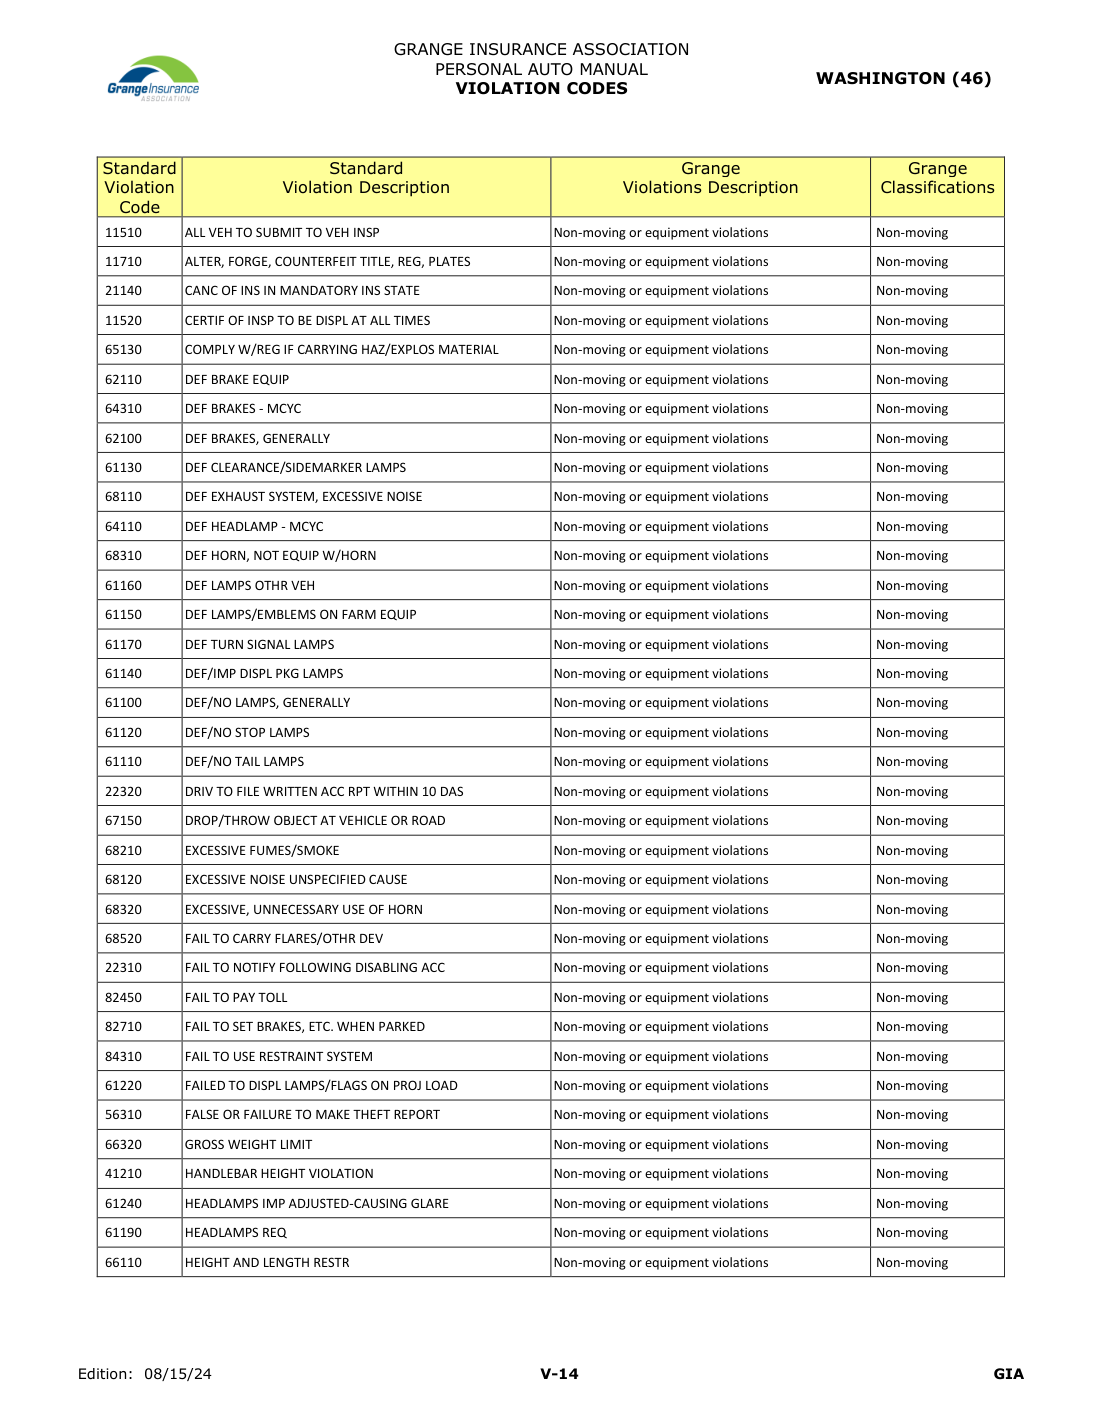 GrangeInsurance
ASSOCIATION
GRANGE INSURANCE ASSOCIATION
PERSONAL AUTO MANUAL
VIOLATION CODES
WASHINGTON (46)
Standard Violation Code | Standard Violation Description | Grange Violations Description | Grange Classifications
11510 ALL VEH TO SUBMIT TO VEH INSP Non-moving or equipment violations Non-moving
11710 ALTER, FORGE, COUNTERFEIT TITLE, REG, PLATES Non-moving or equipment violations Non-moving
21140 CANC OF INS IN MANDATORY INS STATE Non-moving or equipment violations Non-moving
11520 CERTIF OF INSP TO BE DISPL AT ALL TIMES Non-moving or equipment violations Non-moving
65130 COMPLY W/REG IF CARRYING HAZ/EXPLOS MATERIAL Non-moving or equipment violations Non-moving
62110 DEF BRAKE EQUIP Non-moving or equipment violations Non-moving
64310 DEF BRAKES - MCYC Non-moving or equipment violations Non-moving
62100 DEF BRAKES, GENERALLY Non-moving or equipment violations Non-moving
61130 DEF CLEARANCE/SIDEMARKER LAMPS Non-moving or equipment violations Non-moving
68110 DEF EXHAUST SYSTEM, EXCESSIVE NOISE Non-moving or equipment violations Non-moving
64110 DEF HEADLAMP - MCYC Non-moving or equipment violations Non-moving
68310 DEF HORN, NOT EQUIP W/HORN Non-moving or equipment violations Non-moving
61160 DEF LAMPS OTHR VEH Non-moving or equipment violations Non-moving
61150 DEF LAMPS/EMBLEMS ON FARM EQUIP Non-moving or equipment violations Non-moving
61170 DEF TURN SIGNAL LAMPS Non-moving or equipment violations Non-moving
61140 DEF/IMP DISPL PKG LAMPS Non-moving or equipment violations Non-moving
61100 DEF/NO LAMPS, GENERALLY Non-moving or equipment violations Non-moving
61120 DEF/NO STOP LAMPS Non-moving or equipment violations Non-moving
61110 DEF/NO TAIL LAMPS Non-moving or equipment violations Non-moving
22320 DRIV TO FILE WRITTEN ACC RPT WITHIN 10 DAS Non-moving or equipment violations Non-moving
67150 DROP/THROW OBJECT AT VEHICLE OR ROAD Non-moving or equipment violations Non-moving
68210 EXCESSIVE FUMES/SMOKE Non-moving or equipment violations Non-moving
68120 EXCESSIVE NOISE UNSPECIFIED CAUSE Non-moving or equipment violations Non-moving
68320 EXCESSIVE, UNNECESSARY USE OF HORN Non-moving or equipment violations Non-moving
68520 FAIL TO CARRY FLARES/OTHR DEV Non-moving or equipment violations Non-moving
22310 FAIL TO NOTIFY FOLLOWING DISABLING ACC Non-moving or equipment violations Non-moving
82450 FAIL TO PAY TOLL Non-moving or equipment violations Non-moving
82710 FAIL TO SET BRAKES, ETC. WHEN PARKED Non-moving or equipment violations Non-moving
84310 FAIL TO USE RESTRAINT SYSTEM Non-moving or equipment violations Non-moving
61220 FAILED TO DISPL LAMPS/FLAGS ON PROJ LOAD Non-moving or equipment violations Non-moving
56310 FALSE OR FAILURE TO MAKE THEFT REPORT Non-moving or equipment violations Non-moving
66320 GROSS WEIGHT LIMIT Non-moving or equipment violations Non-moving
41210 HANDLEBAR HEIGHT VIOLATION Non-moving or equipment violations Non-moving
61240 HEADLAMPS IMP ADJUSTED-CAUSING GLARE Non-moving or equipment violations Non-moving
61190 HEADLAMPS REQ Non-moving or equipment violations Non-moving
66110 HEIGHT AND LENGTH RESTR Non-moving or equipment violations Non-moving
Edition: 08/15/24 V-14 GIA